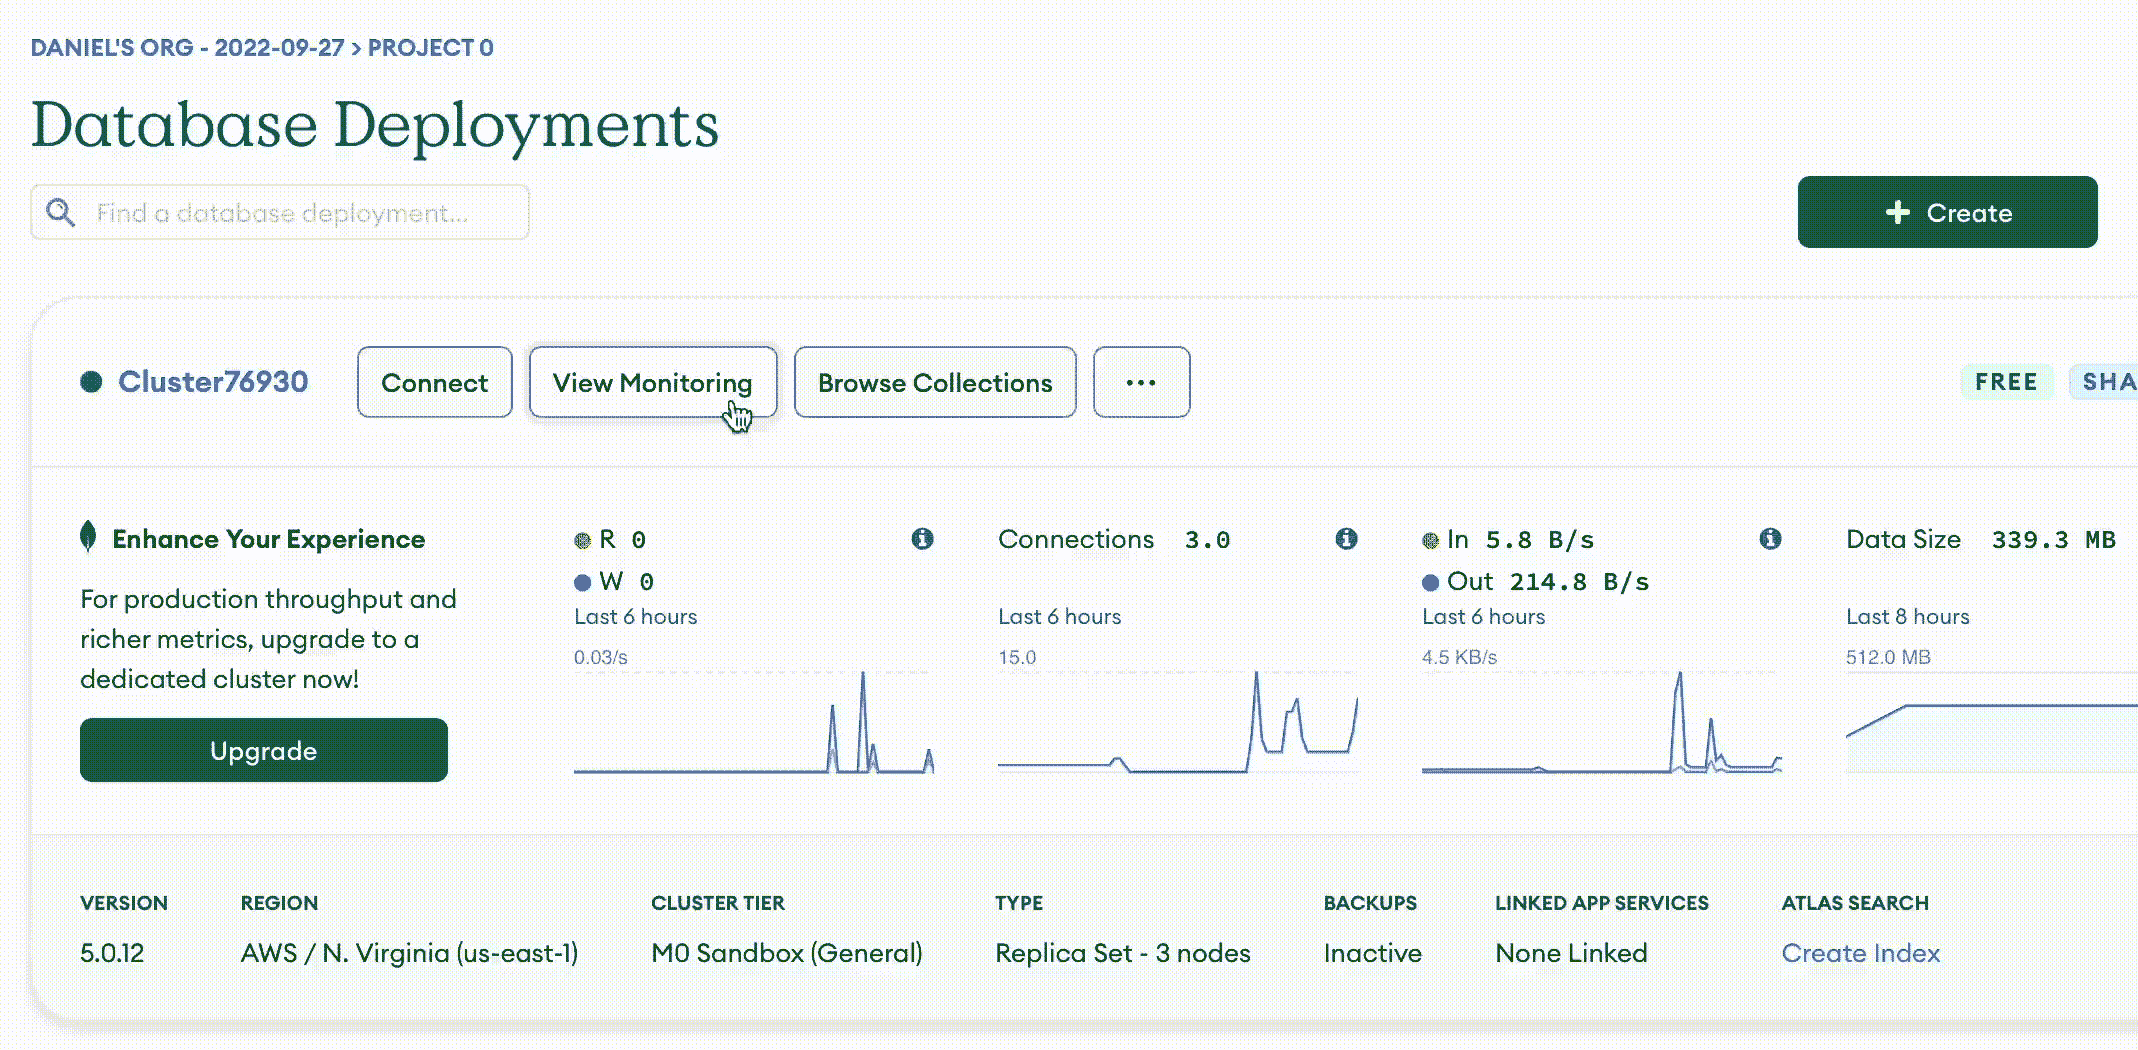 DANIEL'S ORG - 2022-09-27 > PROJECT 0
Database Deployments
Find a database deployment...
+ Create
Cluster76930
Connect
View Monitoring
Browse Collections
...
FREE
SHA
Enhance Your Experience
For production throughput and
richer metrics, upgrade to a
dedicated cluster now!
Upgrade
R 0
W 0
Last 6 hours
0.03/s
Connections 3.0
Last 6 hours
15.0
In 5.8 B/s
Out 214.8 B/s
Last 6 hours
4.5 KB/s
Data Size 339.3 MB
Last 8 hours
512.0 MB
VERSION
5.0.12
REGION
AWS / N. Virginia (us-east-1)
CLUSTER TIER
M0 Sandbox (General)
TYPE
Replica Set - 3 nodes
BACKUPS
Inactive
LINKED APP SERVICES
None Linked
ATLAS SEARCH
Create Index